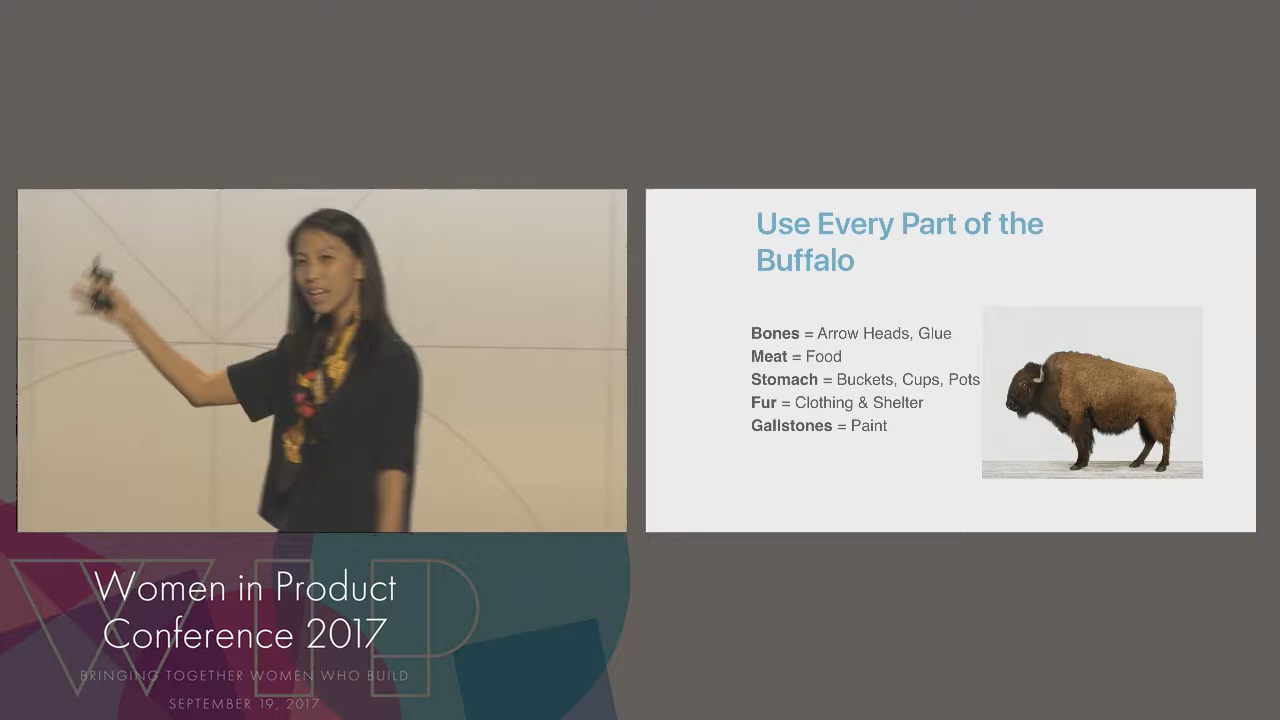 Use Every Part of the
Buffalo
Bones = Arrow Heads, Glue
Meat = Food
Stomach = Buckets, Cups, Pots
Fur = Clothing & Shelter
Gallstones = Paint
WIP
Women in Product
Conference 2017
BRINGING TOGETHER WOMEN WHO BUILD
SEPTEMBER 19, 2017